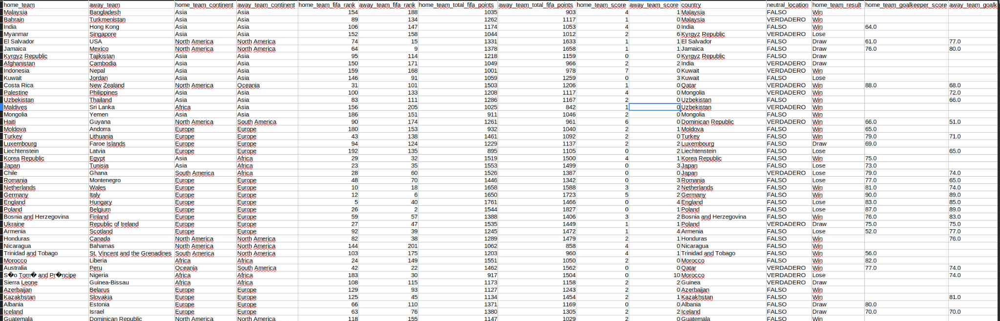 home_team away_team home_team_continent away_team_continent home_team_fifa_rank away_team_fifa_rank home_team_total_fifa_points away_team_total_fifa_points home_team_score away_team_score country neutral_location home_team_result home_team_goalkeeper_score away_team_goalk
Malaysia Bangladesh Asia Asia 154 188 1035 903 4 1 Malaysia FALSO Win
Bahrain Turkmenistan Asia Asia 89 134 1262 1117 1 0 Malaysia VERDADERO Win
India Hong Kong Asia Asia 106 147 1174 1053 4 0 India FALSO Win 64.0
Myanmar Singapore Asia Asia 152 158 1044 1012 2 6 Kyrgyz Republic VERDADERO Lose
El Salvador USA North America North America 74 15 1331 1633 1 1 El Salvador FALSO Draw 61.0 77.0
Jamaica Mexico North America North America 64 9 1378 1658 1 1 Jamaica FALSO Draw 76.0 80.0
Kyrgyz Republic Tajikistan Asia Asia 95 114 1218 1159 0 0 Kyrgyz Republic FALSO Draw
Afghanistan Cambodia Asia Asia 150 171 1049 966 2 2 India VERDADERO Draw
Indonesia Nepal Asia Asia 159 168 1001 978 7 0 Kuwait VERDADERO Win
Kuwait Jordan Asia Asia 146 91 1059 1259 0 3 Kuwait FALSO Lose
Costa Rica New Zealand North America Oceania 31 101 1503 1206 1 0 Qatar VERDADERO Win 88.0 68.0
Palestine Philippines Asia Asia 100 133 1208 1117 4 0 Mongolia VERDADERO Win 72.0
Uzbekistan Thailand Asia Asia 83 111 1286 1167 2 0 Uzbekistan FALSO Win 66.0
Maldives Sri Lanka Africa Asia 156 205 1025 842 1 0 Uzbekistan VERDADERO Win
Mongolia Yemen Asia Asia 186 151 911 1046 2 0 Mongolia FALSO Win
Haiti Guyana North America South America 90 174 1261 961 6 0 Dominican Republic VERDADERO Win 66.0 51.0
Moldova Andorra Europe Europe 180 153 932 1040 2 1 Moldova FALSO Win 65.0
Turkey Lithuania Europe Europe 43 138 1461 1092 2 0 Turkey FALSO Win 79.0 71.0
Luxembourg Faroe Islands Europe Europe 94 124 1229 1137 2 2 Luxembourg FALSO Draw 69.0
Liechtenstein Latvia Europe Europe 192 135 895 1105 0 2 Liechtenstein FALSO Lose 65.0
Korea Republic Egypt Asia Africa 29 32 1519 1500 4 1 Korea Republic FALSO Win 75.0
Japan Tunisia Asia Africa 23 35 1553 1499 0 3 Japan FALSO Lose 73.0
Chile Ghana South America Africa 28 60 1526 1387 0 0 Japan VERDADERO Lose 79.0 74.0
Romania Montenegro Europe Europe 48 70 1446 1342 0 3 Romania FALSO Lose 77.0 65.0
Netherlands Wales Europe Europe 10 18 1658 1588 3 2 Netherlands FALSO Win 81.0 74.0
Germany Italy Europe Europe 12 6 1650 1723 5 2 Germany FALSO Win 90.0 89.0
England Hungary Europe Europe 5 40 1761 1466 0 4 England FALSO Lose 83.0 85.0
Poland Belgium Europe Europe 26 2 1544 1827 0 1 Poland FALSO Lose 87.0 89.0
Bosnia and Herzegovina Finland Europe Europe 59 57 1388 1406 3 2 Bosnia and Herzegovina FALSO Win 76.0 83.0
Ukraine Republic of Ireland Europe Europe 27 47 1535 1449 1 1 Poland VERDADERO Draw 75.0 75.0
Armenia Scotland Europe Europe 92 39 1245 1472 1 4 Armenia FALSO Lose 52.0 77.0
Honduras Canada North America North America 82 38 1289 1479 2 1 Honduras FALSO Win 76.0
Nicaragua Bahamas North America North America 144 201 1062 858 4 0 Nicaragua FALSO Win
Trinidad and Tobago St. Vincent and the Grenadines South America North America 103 175 1203 960 4 1 Trinidad and Tobago FALSO Win 56.0
Morocco Liberia Africa Africa 24 149 1551 1050 2 0 Morocco FALSO Win 82.0
Australia Peru Oceania South America 42 22 1462 1562 0 0 Qatar VERDADERO Win 77.0 74.0
S�o Tom� and Pr�ncipe Nigeria Africa Africa 183 30 917 1504 0 10 Morocco VERDADERO Lose 74.0
Sierra Leone Guinea-Bissau Africa Africa 108 115 1173 1158 2 2 Guinea VERDADERO Draw
Azerbaijan Belarus Europe Europe 129 93 1127 1243 2 0 Azerbaijan FALSO Win
Kazakhstan Slovakia Europe Europe 125 45 1134 1454 2 1 Kazakhstan FALSO Win 81.0
Albania Estonia Europe Europe 66 110 1371 1169 0 0 Albania FALSO Draw 80.0
Iceland Israel Europe Europe 63 76 1380 1305 2 2 Iceland FALSO Draw 70.0 70.0
Guatemala Dominican Republic North America North America 118 155 1147 1029 2 0 Guatemala FALSO Win